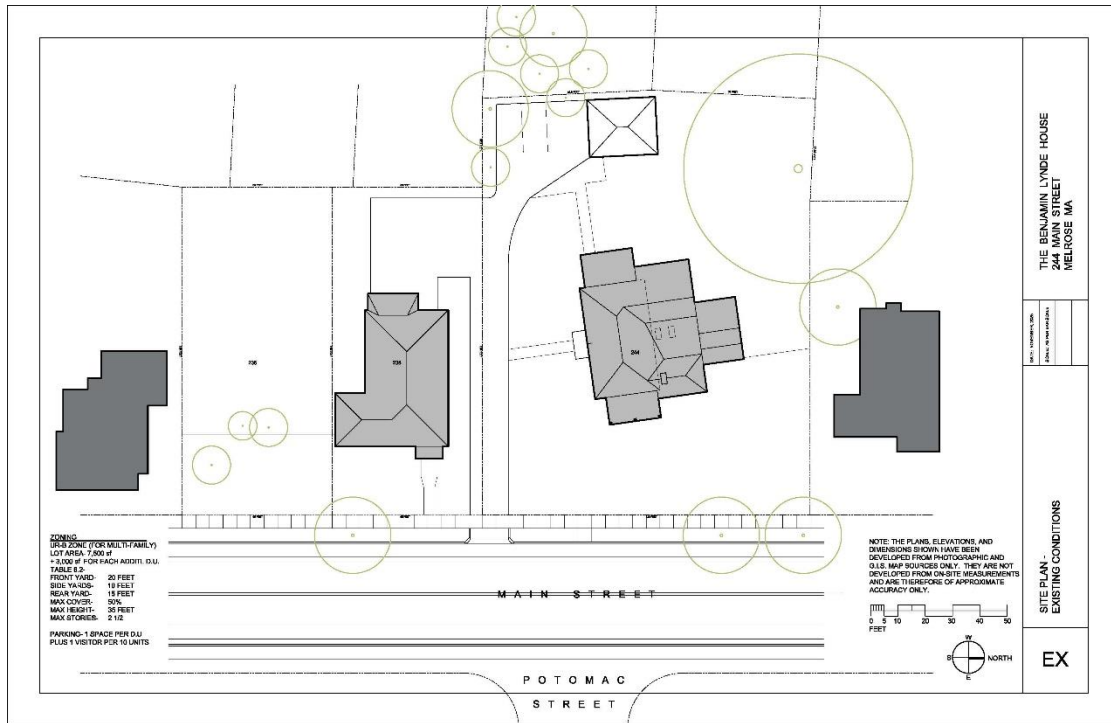 THE BENJAMIN LYNDE HOUSE
244 MAIN STREET
MELROSE MA
SITE PLAN -
EXISTING CONDITIONS
EX
244
ZONING
UR-B ZONE (FOR MULTI-FAMILY)
LOT AREA- 7,500 sf
+ 3,000 sf FOR EACH ADDITL D.U.
TABLE 6.2-
FRONT YARD- 20 FEET
SIDE YARDS- 10 FEET
REAR YARD- 15 FEET
MAX COVER- 50%
MAX HEIGHT- 35 FEET
MAX STORIES- 2 1/2
PARKING- 1 SPACE PER D.U
PLUS 1 VISITOR PER 10 UNITS
MAIN STREET
NOTE: THE PLANS, ELEVATIONS, AND
DIMENSIONS SHOWN HAVE BEEN
DEVELOPED FROM PHOTOGRAPHIC AND
G.I.S. MAP SOURCES ONLY. THEY ARE NOT
DEVELOPED FROM ON-SITE MEASUREMENTS
AND ARE THEREFORE OF APPROXIMATE
ACCURACY ONLY.
0 5 10 20 30 40 50
FEET
W
S NORTH
E
POTOMAC
STREET